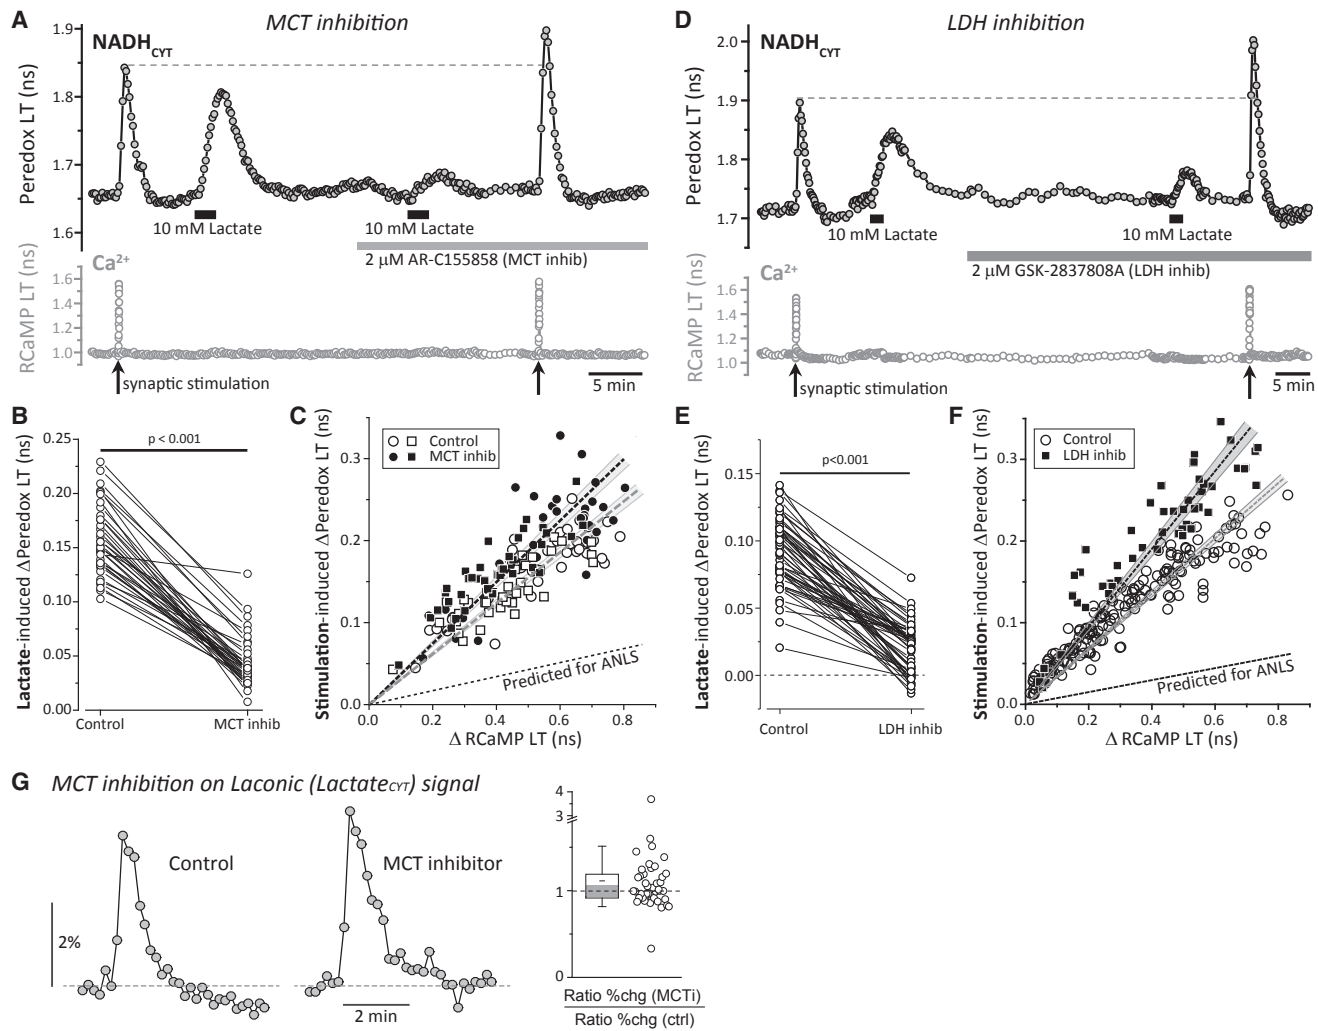 A
MCT inhibition
NADHCYT
Peredox LT (ns)
1.9
1.8
1.7
1.6
10 mM Lactate
10 mM Lactate
2 μM AR-C155858 (MCT inhib)
Ca2+
RCaMP LT (ns)
1.6
1.4
1.2
1.0
synaptic stimulation
5 min
D
LDH inhibition
NADHCYT
Peredox LT (ns)
2.0
1.9
1.8
1.7
10 mM Lactate
10 mM Lactate
2 μM GSK-2837808A (LDH inhib)
Ca2+
RCaMP LT (ns)
1.6
1.4
1.2
1.0
synaptic stimulation
5 min
B
Lactate-induced ΔPeredox LT (ns)
0.25
0.20
0.15
0.10
0.05
0.00
p < 0.001
Control
MCT inhib
C
Stimulation-induced ΔPeredox LT (ns)
0.3
0.2
0.1
0.0
Control
MCT inhib
Predicted for ANLS
0.0
0.2
0.4
0.6
0.8
Δ RCaMP LT (ns)
E
Lactate-induced ΔPeredox LT (ns)
0.15
0.10
0.05
0.00
p<0.001
Control
LDH inhib
F
Stimulation-induced ΔPeredox LT (ns)
0.3
0.2
0.1
0.0
Control
LDH inhib
Predicted for ANLS
0.0
0.2
0.4
0.6
0.8
Δ RCaMP LT (ns)
G
MCT inhibition on Laconic (LactateCYT) signal
Control
MCT inhibitor
2%
2 min
4
3
1
0
Ratio %chg (MCTi)
Ratio %chg (ctrl)